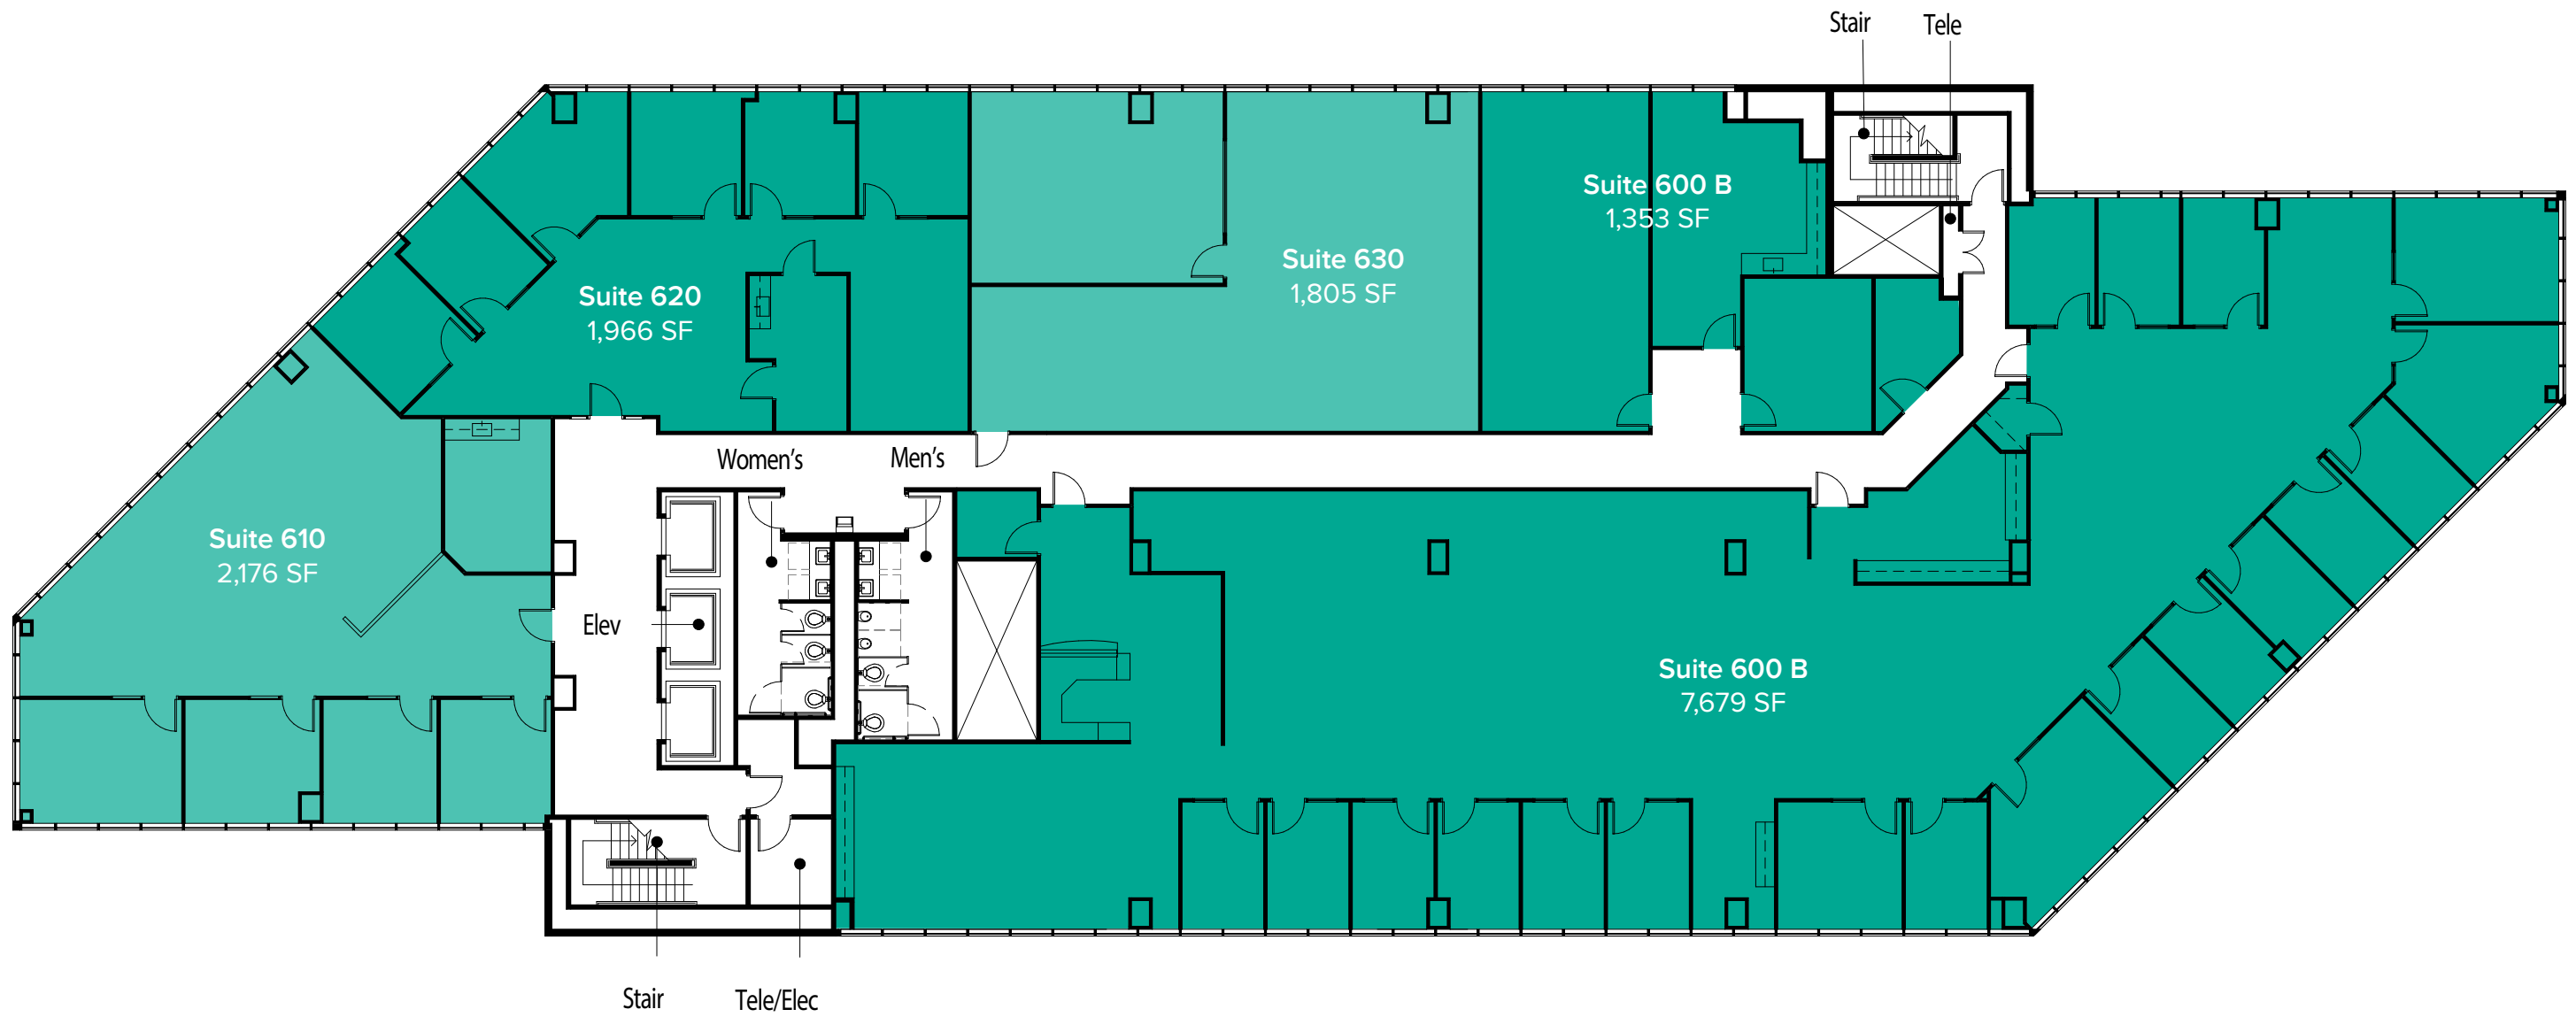 Stair
Tele
Suite 600 B
1,353 SF
Suite 630
1,805 SF
Suite 620
1,966 SF
Women's
Men's
Suite 610
2,176 SF
Elev
Suite 600 B
7,679 SF
Stair
Tele/Elec